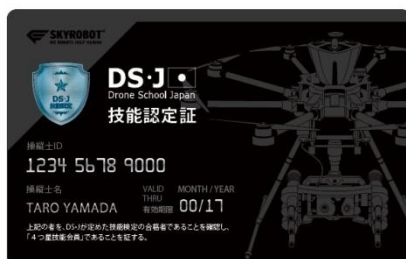 SKYROBOT™
DS·J
Drone School Japan
DS·J
技能認定証
操縦士ID
1234 5678 9000
操縦士名
VALID THRU MONTH / YEAR
有効期限 00/17
TARO YAMADA
上記の者を、DSJが定めた技能検定の合格者であることを確認し、
「4つ星技能会員」であることを証する。